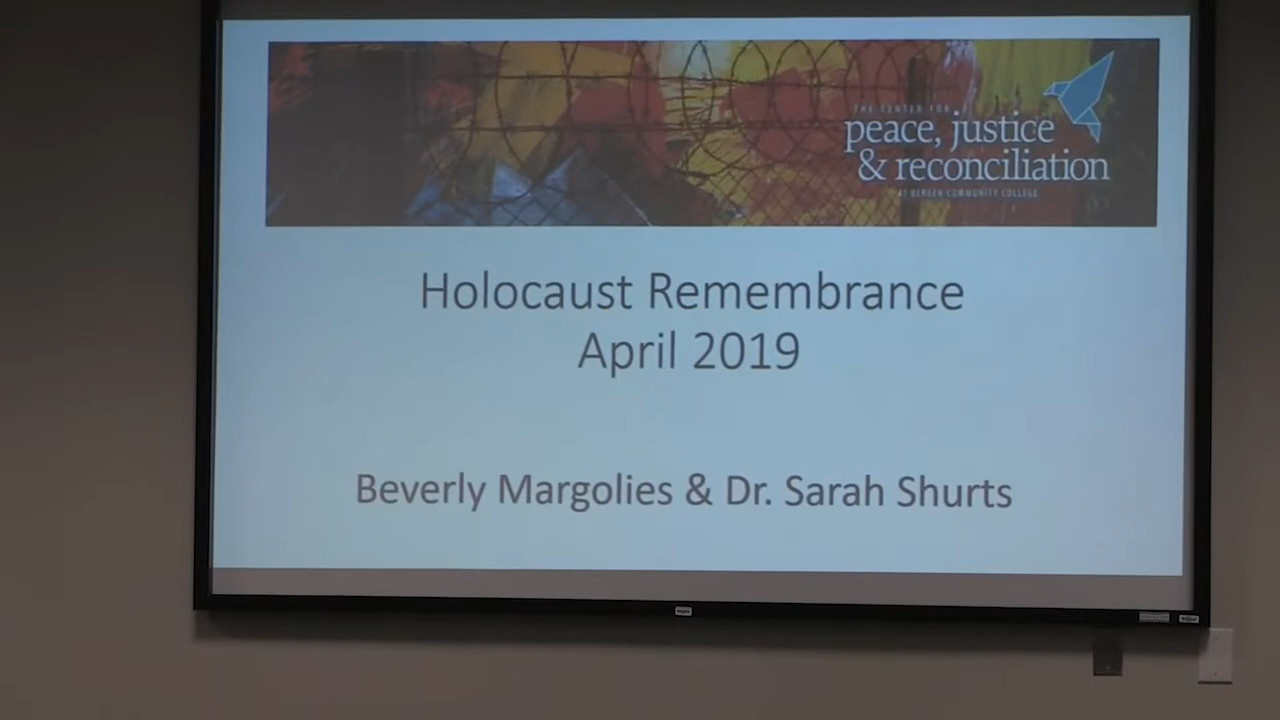 THE CENTER FOR
peace, justice
& reconciliation
AT BERGEN COMMUNITY COLLEGE
Holocaust Remembrance
April 2019
Beverly Margolies & Dr. Sarah Shurts